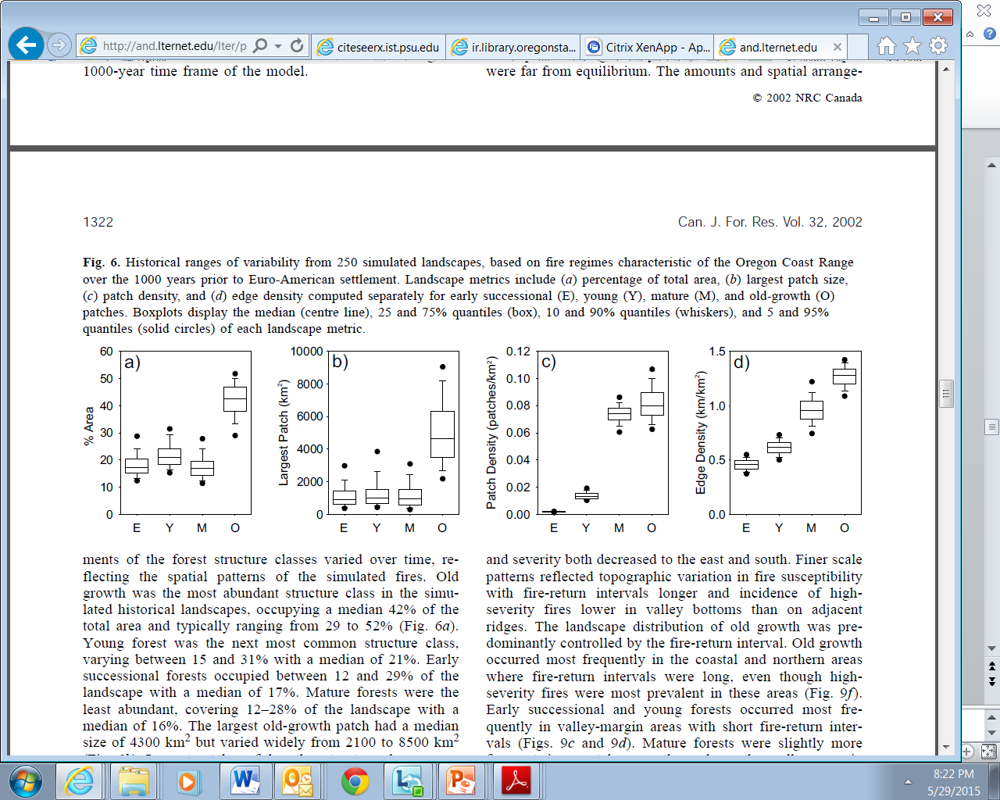 http://and.lternet.edu/lter/p
citeseerx.ist.psu.edu
ir.library.oregonsta...
Citrix XenApp - Ap...
and.lternet.edu
1000-year time frame of the model.
were far from equilibrium. The amounts and spatial arrange-
© 2002 NRC Canada
1322
Can. J. For. Res. Vol. 32, 2002
Fig. 6. Historical ranges of variability from 250 simulated landscapes, based on fire regimes characteristic of the Oregon Coast Range
over the 1000 years prior to Euro-American settlement. Landscape metrics include (a) percentage of total area, (b) largest patch size,
(c) patch density, and (d) edge density computed separately for early successional (E), young (Y), mature (M), and old-growth (O)
patches. Boxplots display the median (centre line), 25 and 75% quantiles (box), 10 and 90% quantiles (whiskers), and 5 and 95%
quantiles (solid circles) of each landscape metric.
a)
% Area
60
50
40
30
20
10
0
E Y M O
b)
Largest Patch (km²)
10000
8000
6000
4000
2000
0
E Y M O
c)
Patch Density (patches/km²)
0.12
0.10
0.08
0.06
0.04
0.02
0.00
E Y M O
d)
Edge Density (km/km²)
1.5
1.0
0.5
0.0
E Y M O
ments of the forest structure classes varied over time, re-
flecting the spatial patterns of the simulated fires. Old
growth was the most abundant structure class in the simu-
lated historical landscapes, occupying a median 42% of the
total area and typically ranging from 29 to 52% (Fig. 6a).
Young forest was the next most common structure class,
varying between 15 and 31% with a median of 21%. Early
successional forests occupied between 12 and 29% of the
landscape with a median of 17%. Mature forests were the
least abundant, covering 12–28% of the landscape with a
median of 16%. The largest old-growth patch had a median
size of 4300 km² but varied widely from 2100 to 8500 km²
and severity both decreased to the east and south. Finer scale
patterns reflected topographic variation in fire susceptibility
with fire-return intervals longer and incidence of high-
severity fires lower in valley bottoms than on adjacent
ridges. The landscape distribution of old growth was pre-
dominantly controlled by the fire-return interval. Old growth
occurred most frequently in the coastal and northern areas
where fire-return intervals were long, even though high-
severity fires were most prevalent in these areas (Fig. 9f).
Early successional and young forests occurred most fre-
quently in valley-margin areas with short fire-return inter-
vals (Figs. 9c and 9d). Mature forests were slightly more
8:22 PM
5/29/2015